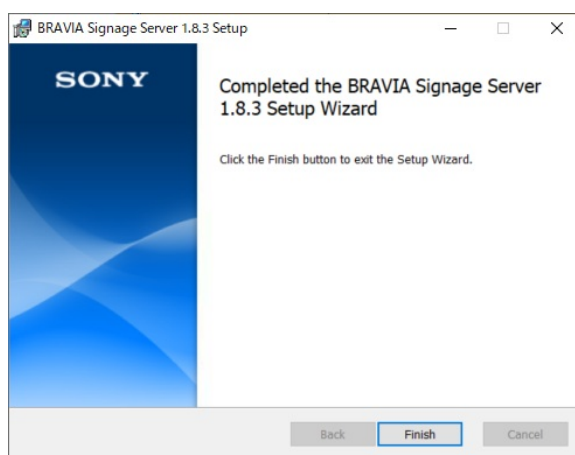 BRAVIA Signage Server 1.8.3 Setup
SONY
Completed the BRAVIA Signage Server
1.8.3 Setup Wizard
Click the Finish button to exit the Setup Wizard.
Back
Finish
Cancel